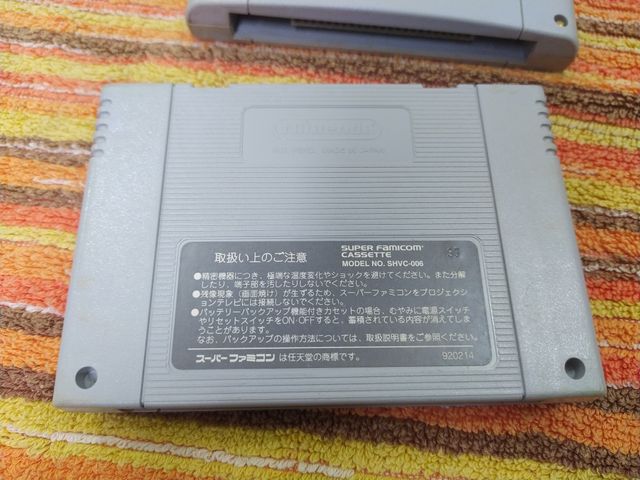 Nintendo
MADE IN JAPAN
取扱い上のご注意
SUPER FAMICOM
CASSETTE
MODEL NO. SHVC-006
●精密機器につき、極端な温度変化やショックを避けてください。また分解
したり、端子部を汚したりしないでください。
●残像現象（画面焼け）が生ずるため、スーパーファミコンをプロジェク
ションテレビには接続しないでください。
●バッテリーバックアップ機能付きカセットの場合、むやみに電源スイッチ
やリセットスイッチをON-OFFすると、蓄積されている内容が消えてしま
うことがあります。
なお、バックアップの操作方法については、取扱説明書をご参照ください。
スーパーファミコン は任天堂の商標です。
920214